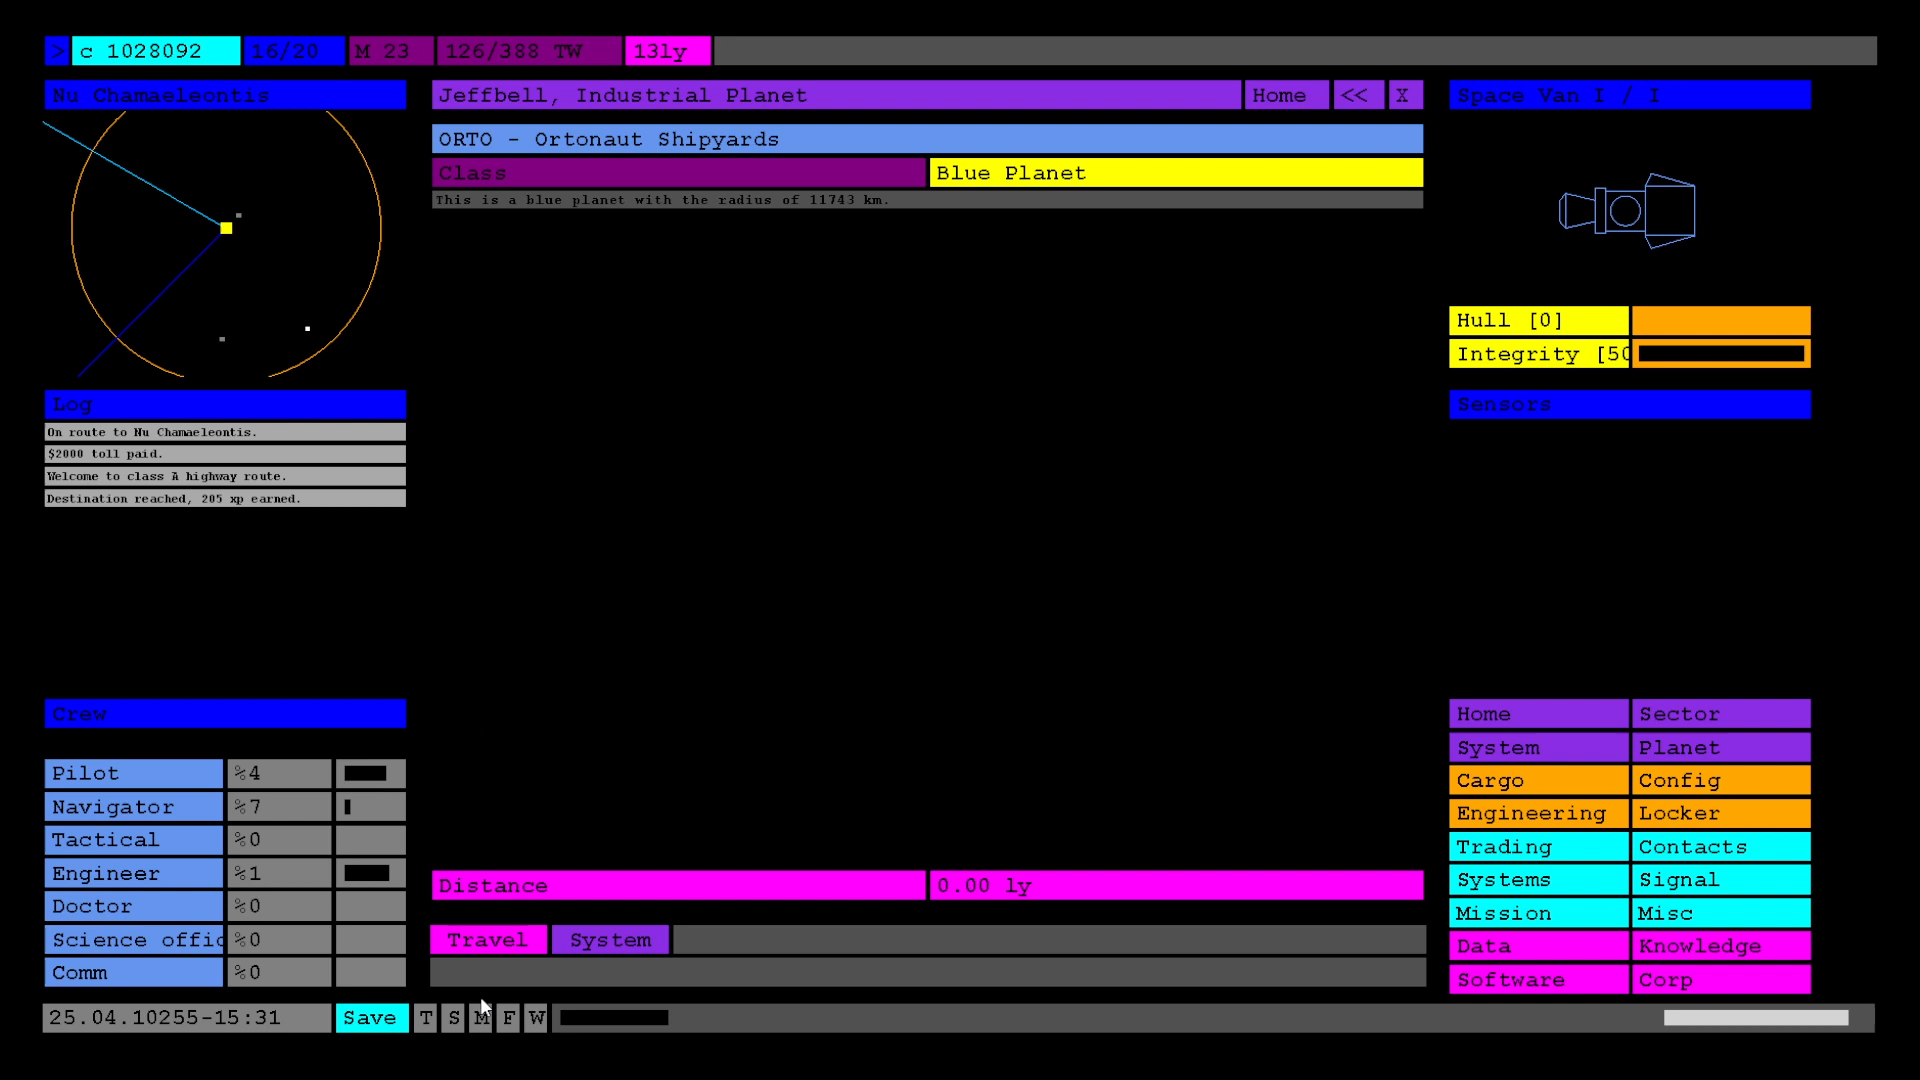 > c 1028092 16/20 M 23 126/388 TW 13ly
Nu Chamaeleontis
Log
On route to Nu Chamaeleontis.
$2000 toll paid.
Welcome to class A highway route.
Destination reached, 205 xp earned.
Crew
Pilot %4
Navigator %7
Tactical %0
Engineer %1
Doctor %0
Science offic %0
Comm %0
Jeffbell, Industrial Planet Home << X
ORTO - Ortonaut Shipyards
Class Blue Planet
This is a blue planet with the radius of 11743 km.
Distance 0.00 ly
Travel System
Space Van I / I
Hull [0]
Integrity [50
Sensors
Home Sector
System Planet
Cargo Config
Engineering Locker
Trading Contacts
Systems Signal
Mission Misc
Data Knowledge
Software Corp
25.04.10255-15:31 Save T S M F W